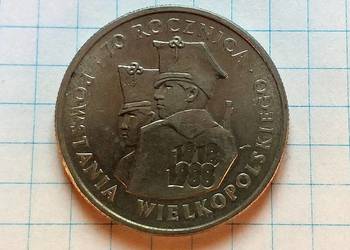 70 ROCZNICA
POWSTANIA WIELKOPOLSKIEGO
1918
1988